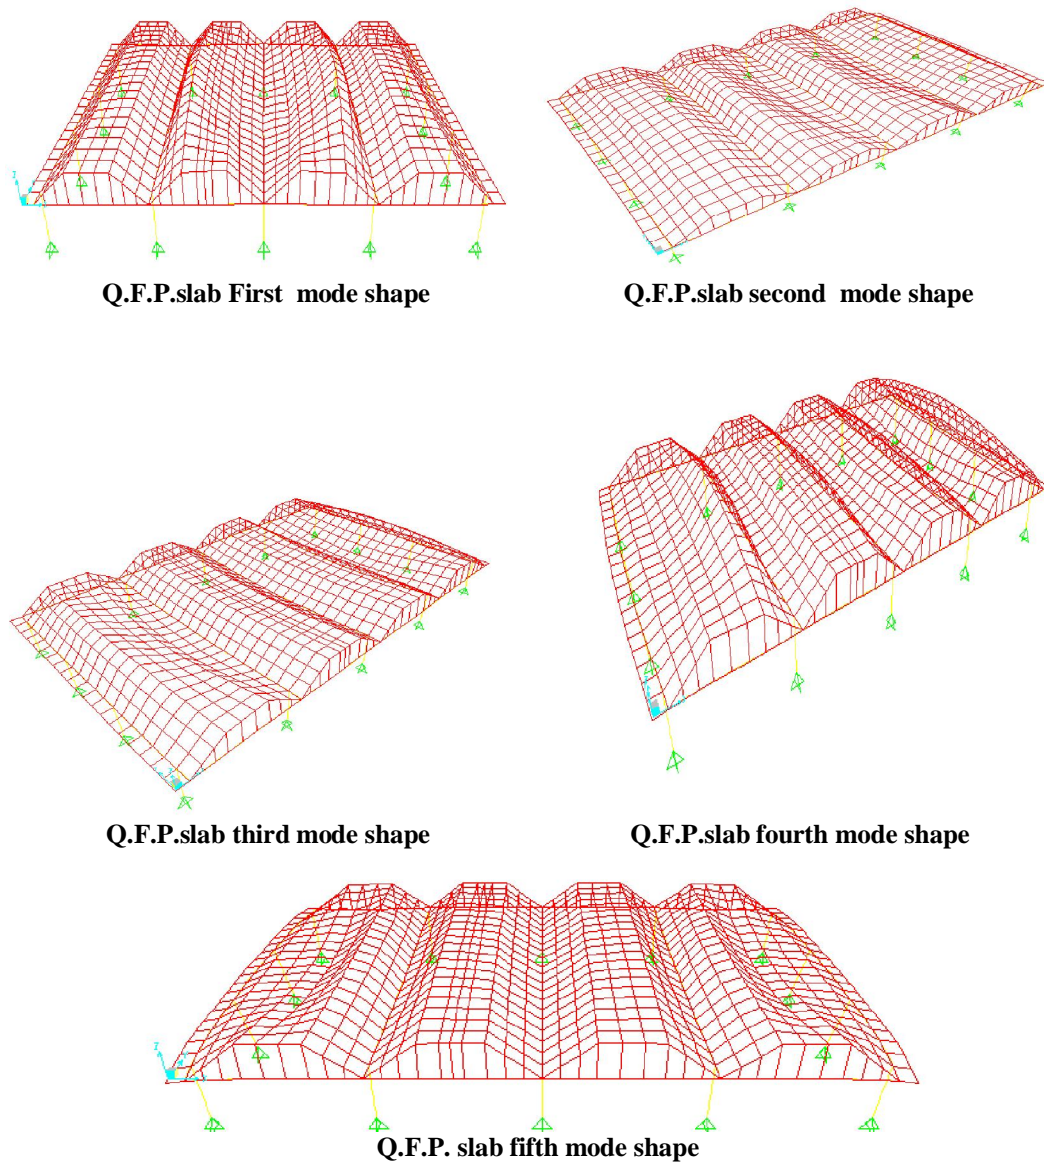 Q.F.P.slab First mode shape
Q.F.P.slab second mode shape
Q.F.P.slab third mode shape
Q.F.P.slab fourth mode shape
Q.F.P. slab fifth mode shape